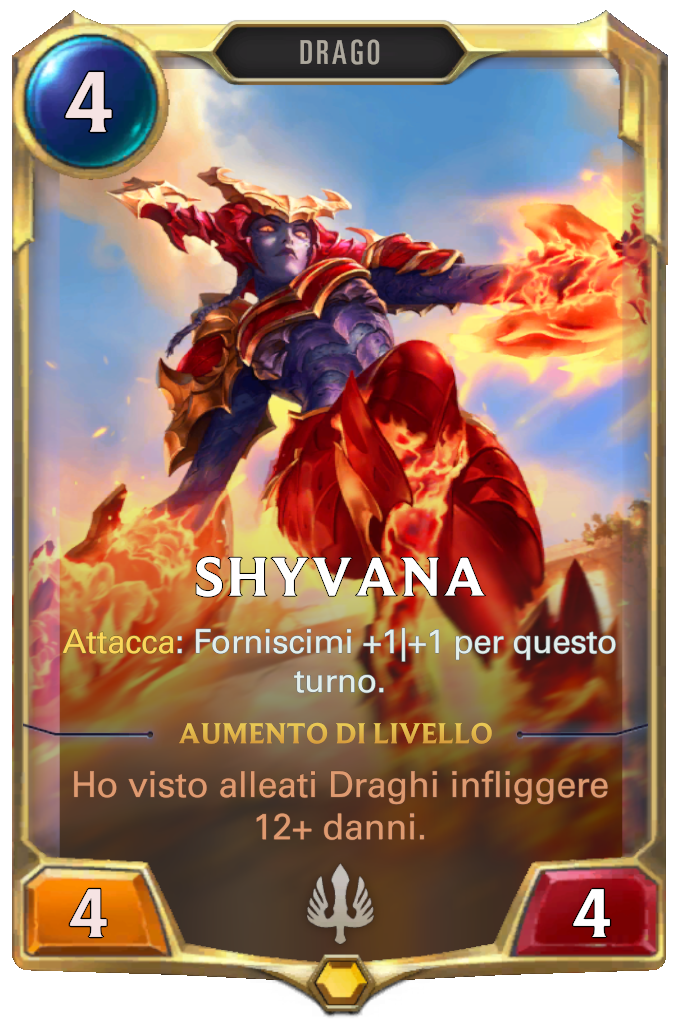 DRAGO
4
SHYVANA
Attacca: Forniscimi +1|+1 per questo
turno.
AUMENTO DI LIVELLO
Ho visto alleati Draghi infliggere
12+ danni.
4
4